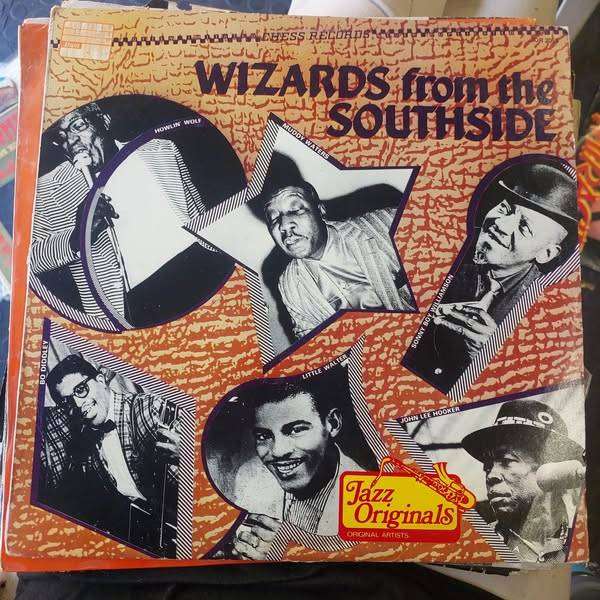 CHESS RECORDS
WIZARDS from the
SOUTHSIDE
HOWLIN' WOLF
MUDDY WATERS
SONNY BOY WILLIAMSON
BO DIDDLEY
LITTLE WALTER
JOHN LEE HOOKER
Jazz
Originals
ORIGINAL ARTISTS